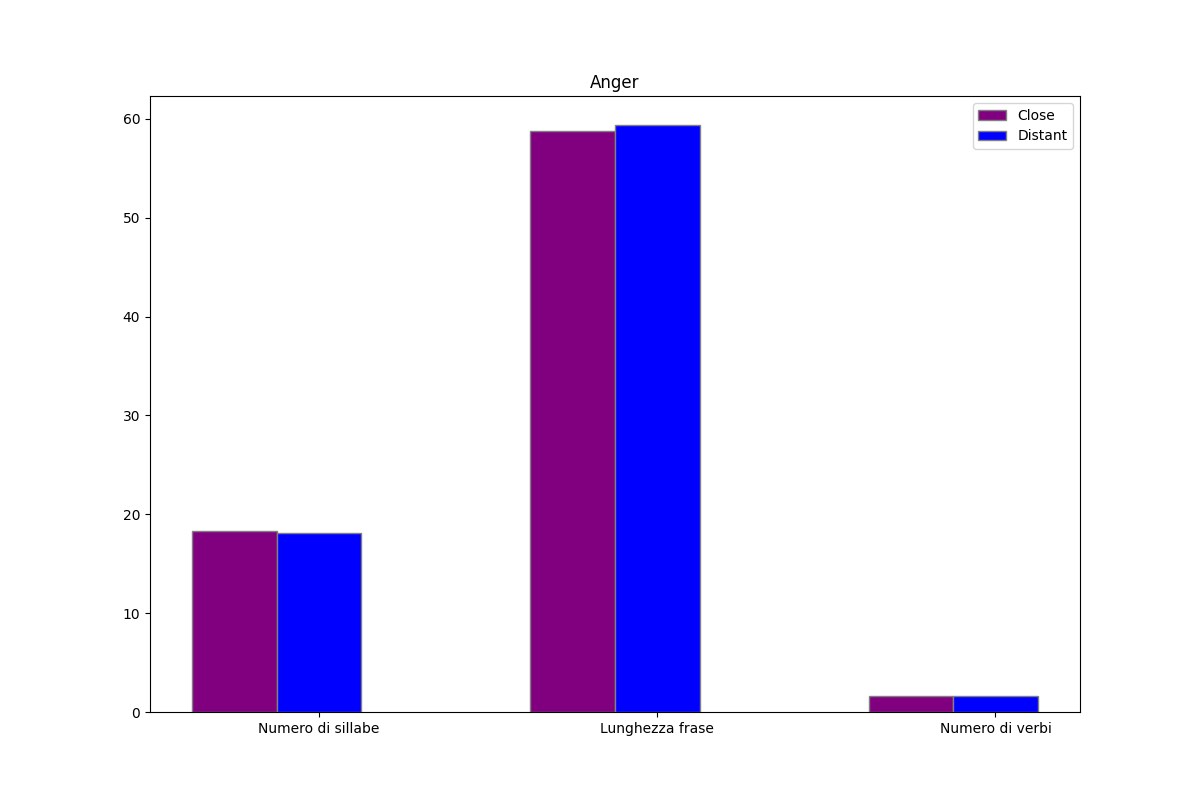 Anger
Close
Distant
60
50
40
30
20
10
0
Numero di sillabe
Lunghezza frase
Numero di verbi